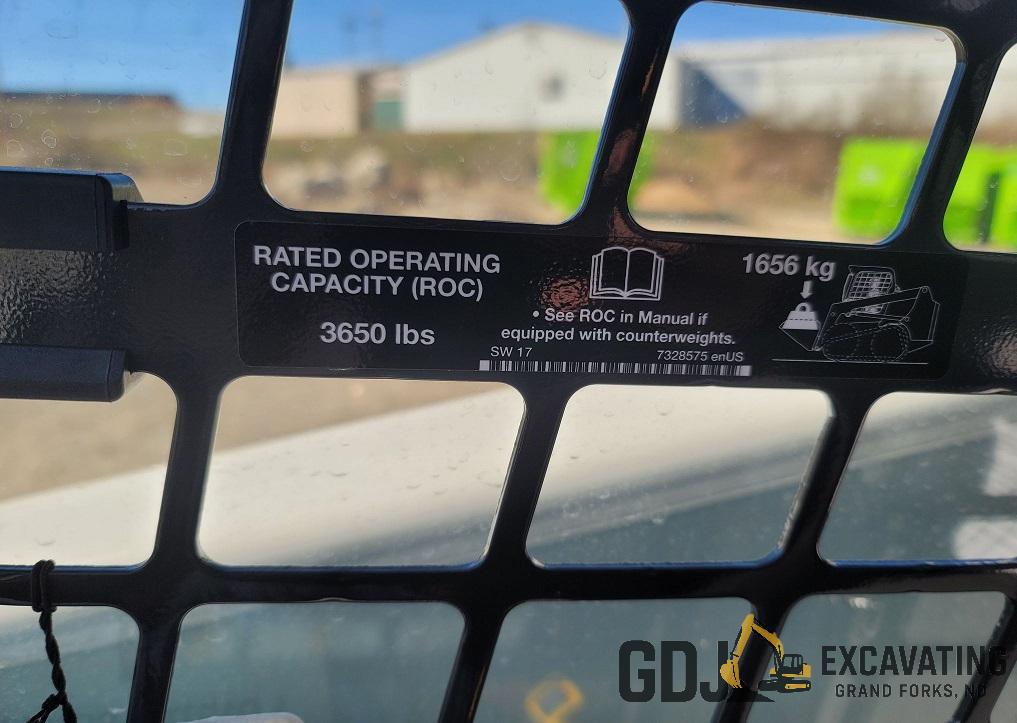 RATED OPERATING
CAPACITY (ROC)
3650 lbs
• See ROC in Manual if
equipped with counterweights.
SW 17
7328575 enUS
1656 kg
GDJ EXCAVATING
GRAND FORKS, ND